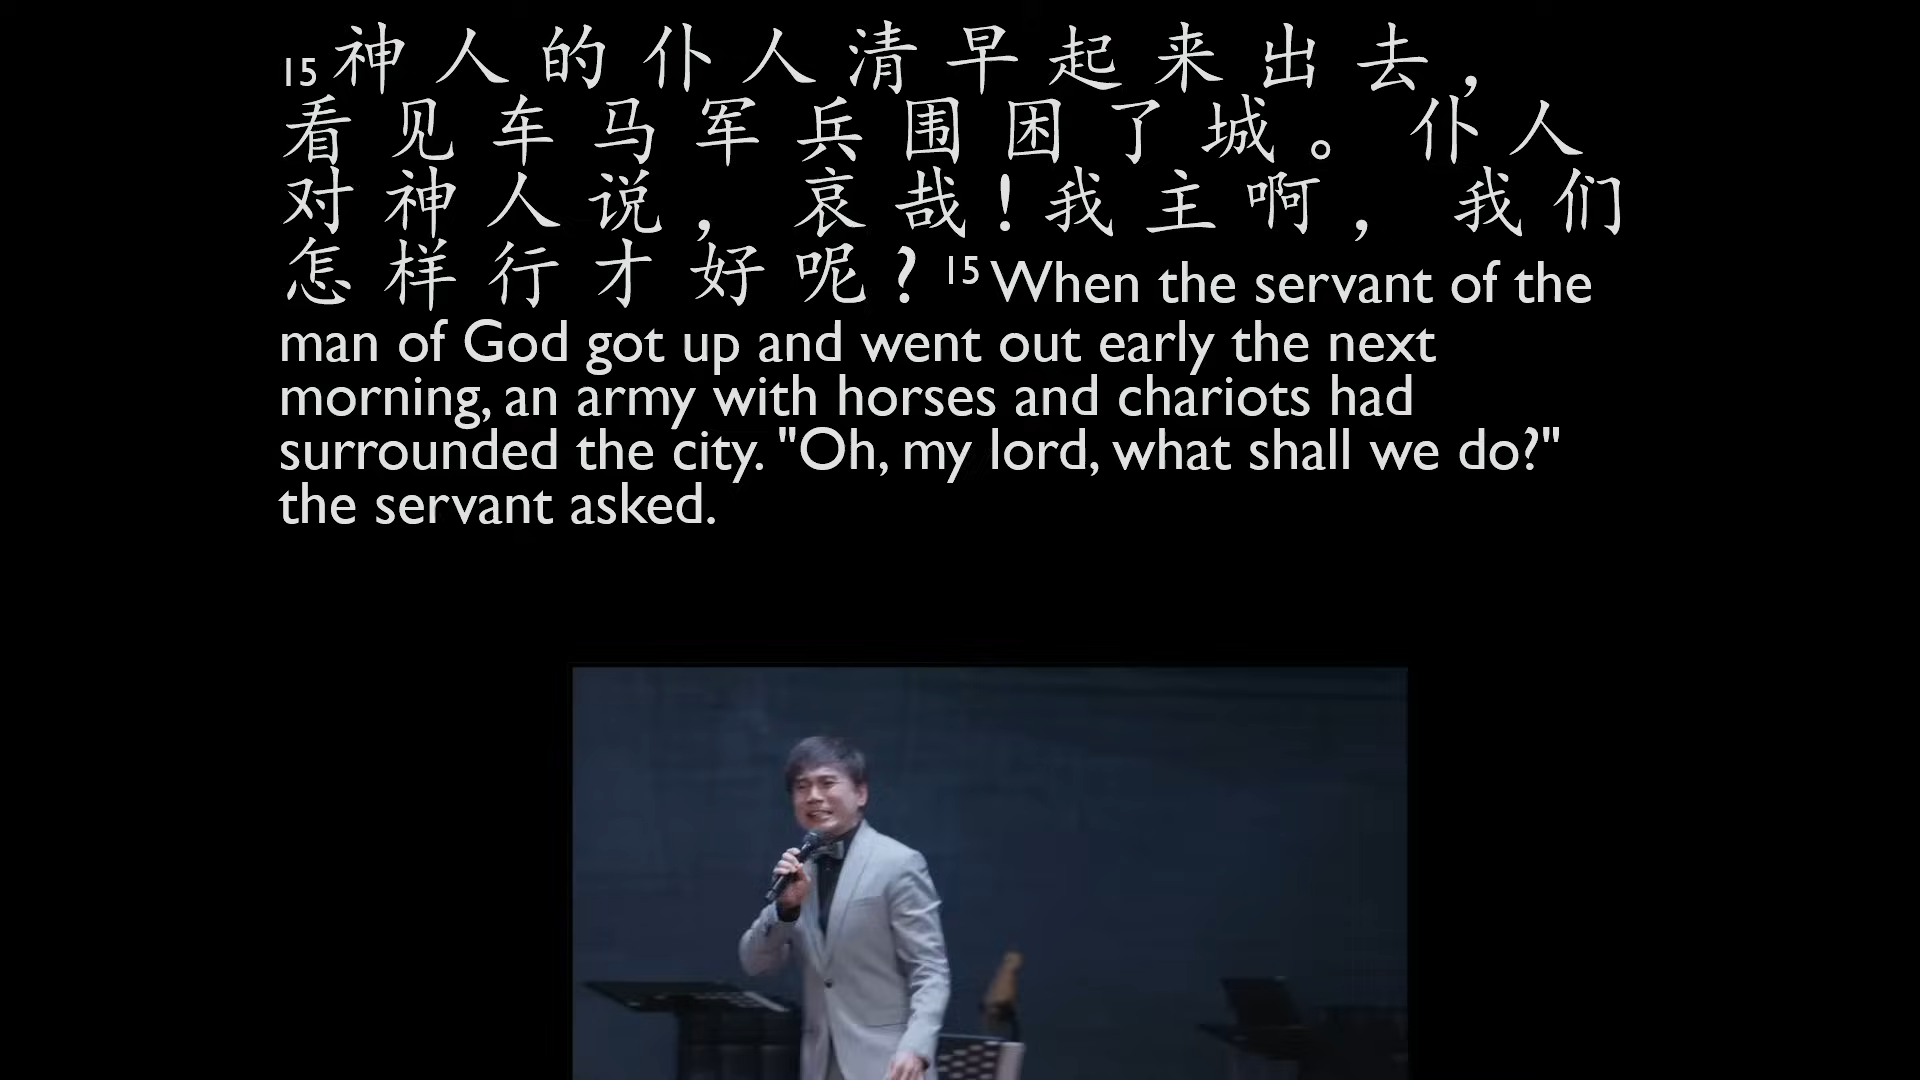 15 神人的仆人清早起来出去，
看见车马军兵围困了城。仆人
对神人说，哀哉！我主啊，我们
怎样行才好呢？ 15 When the servant of the
man of God got up and went out early the next
morning, an army with horses and chariots had
surrounded the city. "Oh, my lord, what shall we do?"
the servant asked.